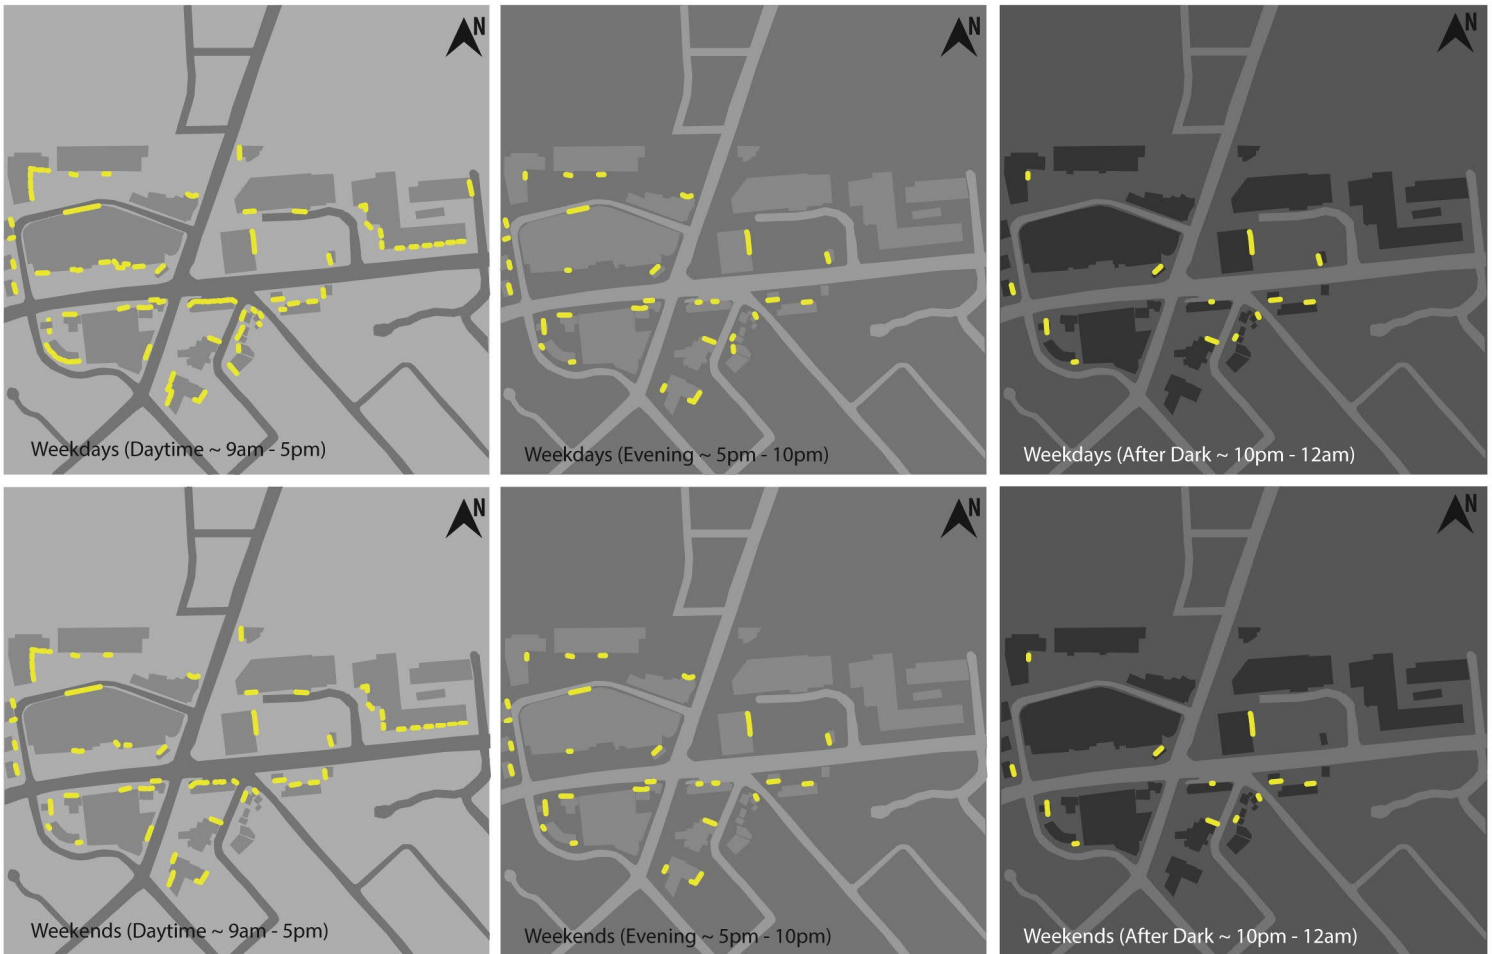 N
N
N
Weekdays (Daytime ~ 9am - 5pm)
Weekdays (Evening ~ 5pm - 10pm)
Weekdays (After Dark ~ 10pm - 12am)
N
N
N
Weekends (Daytime ~ 9am - 5pm)
Weekends (Evening ~ 5pm - 10pm)
Weekends (After Dark ~ 10pm - 12am)